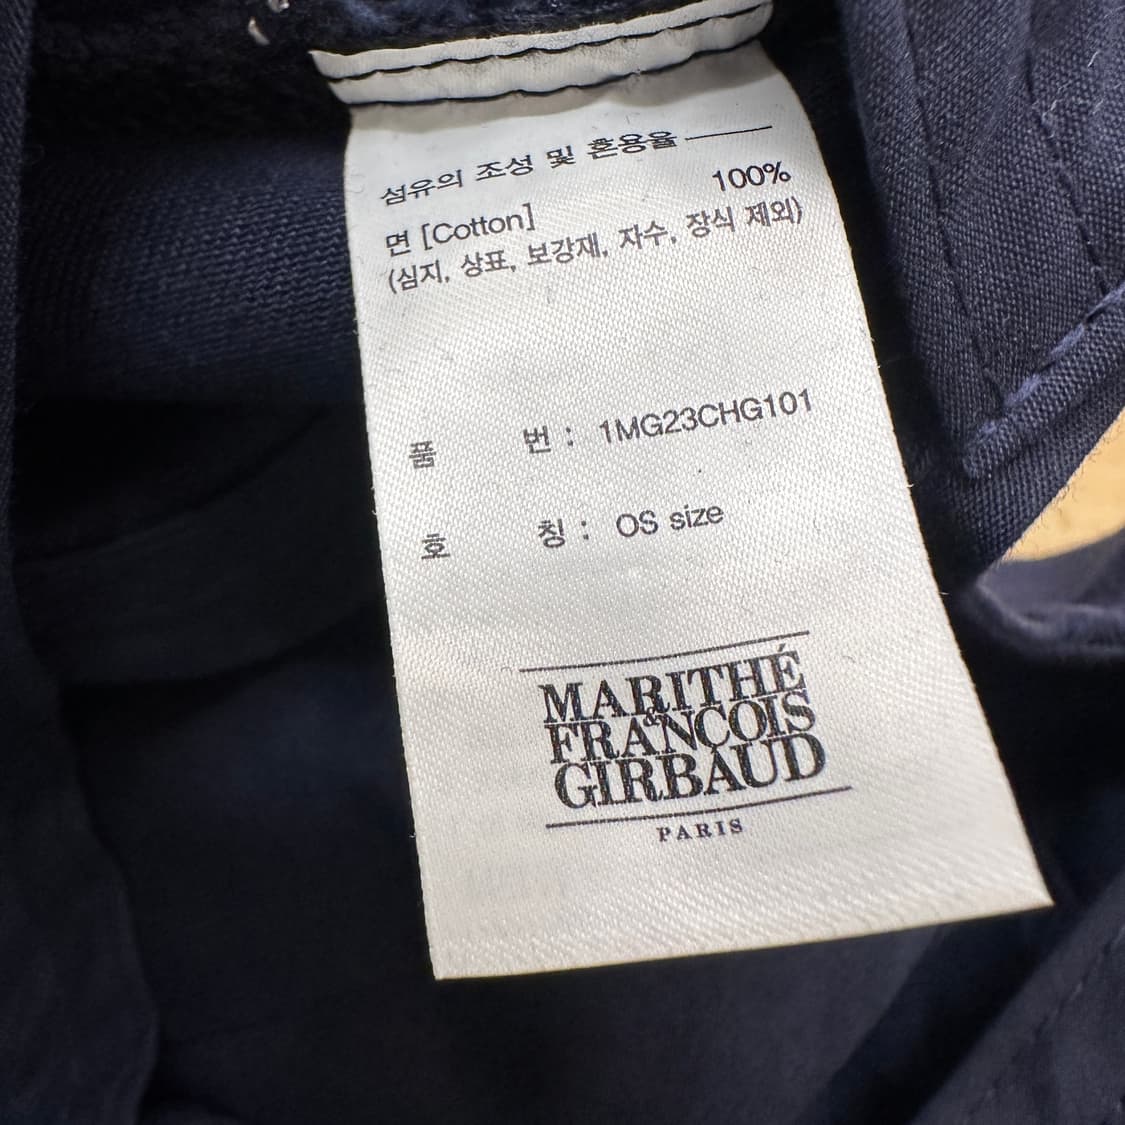 섬유의 조성 및 혼용율
면 [Cotton] 100%
(심지, 상표, 보강재, 자수, 장식 제외)
품 번 : 1MG23CHG101
호 칭 : OS size
MARITHÉ
&
FRANÇOIS
GIRBAUD
PARIS